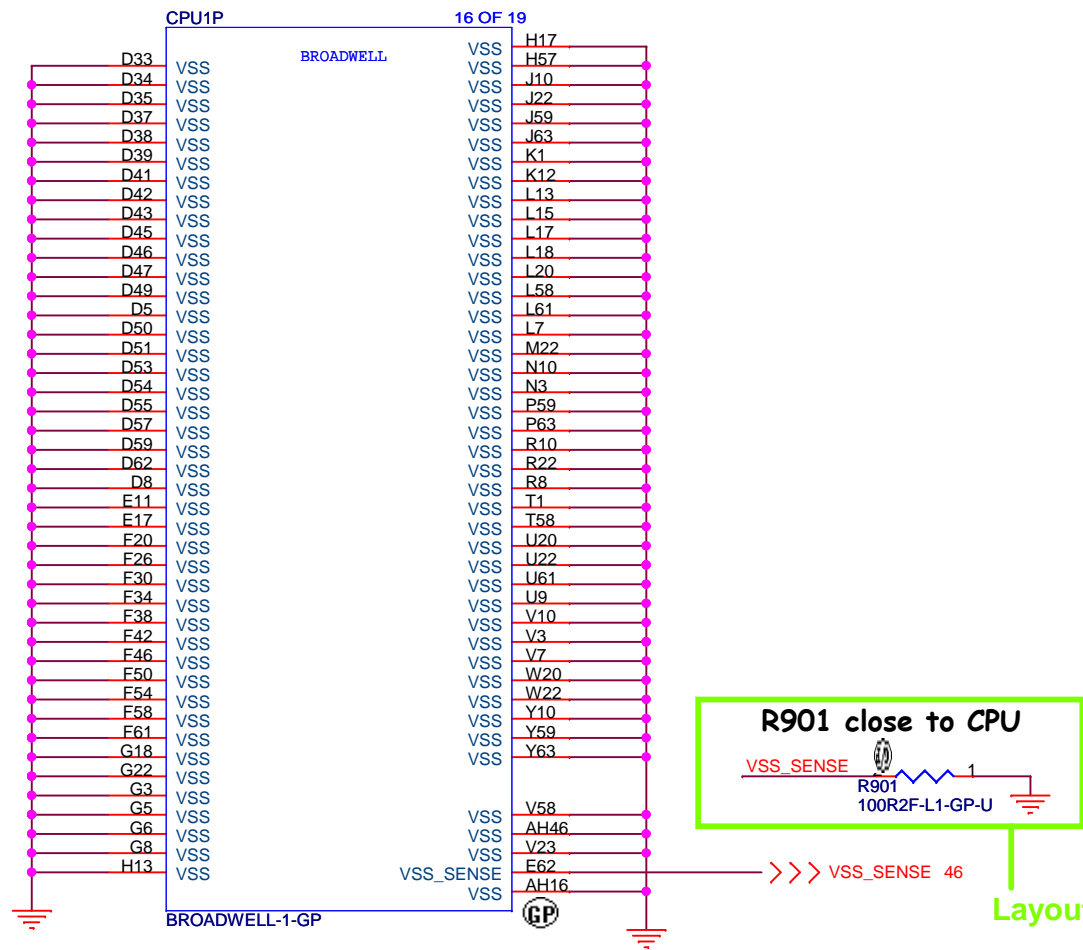 CPU1P 16 OF 19
BROADWELL
VSS H17
D33 VSS VSS H57
D34 VSS VSS J10
D35 VSS VSS J22
D37 VSS VSS J59
D38 VSS VSS J63
D39 VSS VSS K1
D41 VSS VSS K12
D42 VSS VSS L13
D43 VSS VSS L15
D45 VSS VSS L17
D46 VSS VSS L18
D47 VSS VSS L20
D49 VSS VSS L58
D5 VSS VSS L61
D50 VSS VSS L7
D51 VSS VSS M22
D53 VSS VSS N10
D54 VSS VSS N3
D55 VSS VSS P59
D57 VSS VSS P63
D59 VSS VSS R10
D62 VSS VSS R22
D8 VSS VSS R8
E11 VSS VSS T1
E17 VSS VSS T58
F20 VSS VSS U20
F26 VSS VSS U22
F30 VSS VSS U61
F34 VSS VSS U9
F38 VSS VSS V10
F42 VSS VSS V3
F46 VSS VSS V7
F50 VSS VSS W20
F54 VSS VSS W22
F58 VSS VSS Y10
F61 VSS VSS Y59
G18 VSS VSS Y63
G22 VSS
G3 VSS
G5 VSS VSS V58
G6 VSS VSS AH46
G8 VSS VSS V23
H13 VSS VSS_SENSE E62 VSS_SENSE 46
VSS AH16
BROADWELL-1-GP GP
R901 close to CPU
VSS_SENSE 1
R901
100R2F-L1-GP-U
Layou